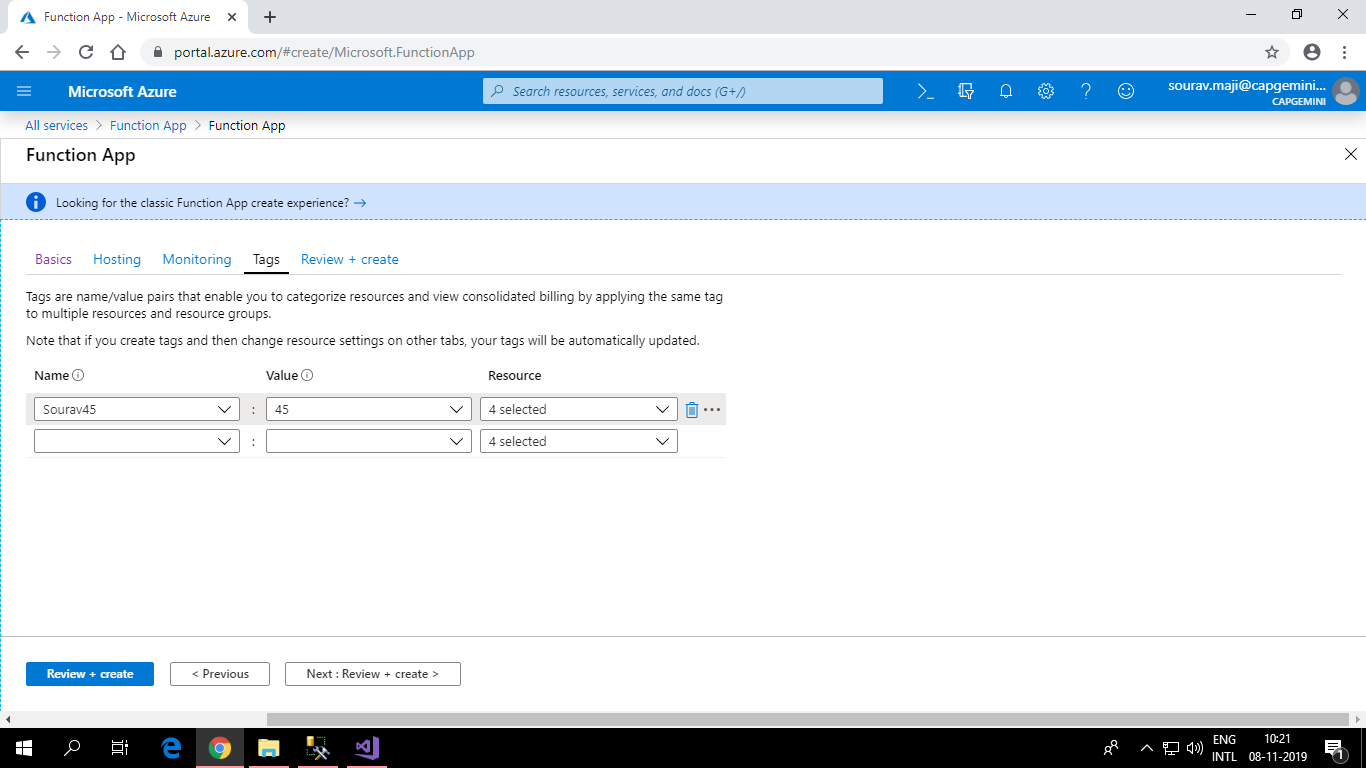 Function App - Microsoft Azure
portal.azure.com/#create/Microsoft.FunctionApp
Microsoft Azure
Search resources, services, and docs (G+/)
sourav.maji@capgemini...
CAPGEMINI
All services > Function App > Function App
Function App
Looking for the classic Function App create experience? →
Basics Hosting Monitoring Tags Review + create
Tags are name/value pairs that enable you to categorize resources and view consolidated billing by applying the same tag
to multiple resources and resource groups.
Note that if you create tags and then change resource settings on other tabs, your tags will be automatically updated.
Name Value Resource
Sourav45 : 45 4 selected
: 4 selected
Review + create < Previous Next : Review + create >
ENG 10:21
INTL 08-11-2019 1